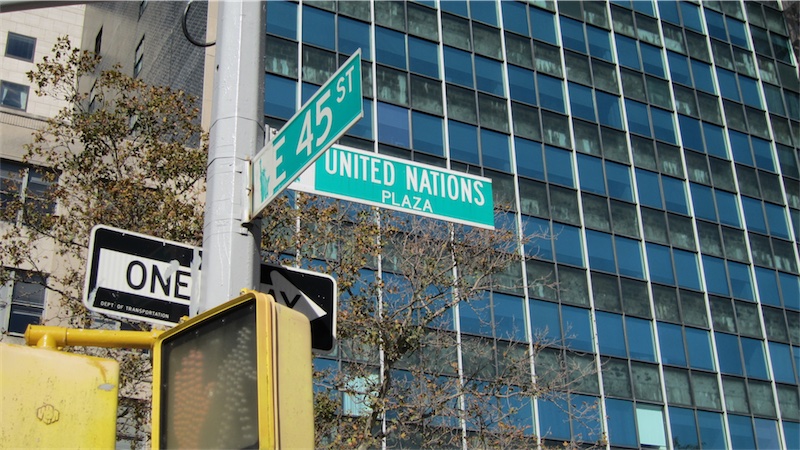 E 45 ST
UNITED NATIONS
PLAZA
ONE
DEPT. OF TRANSPORTATION